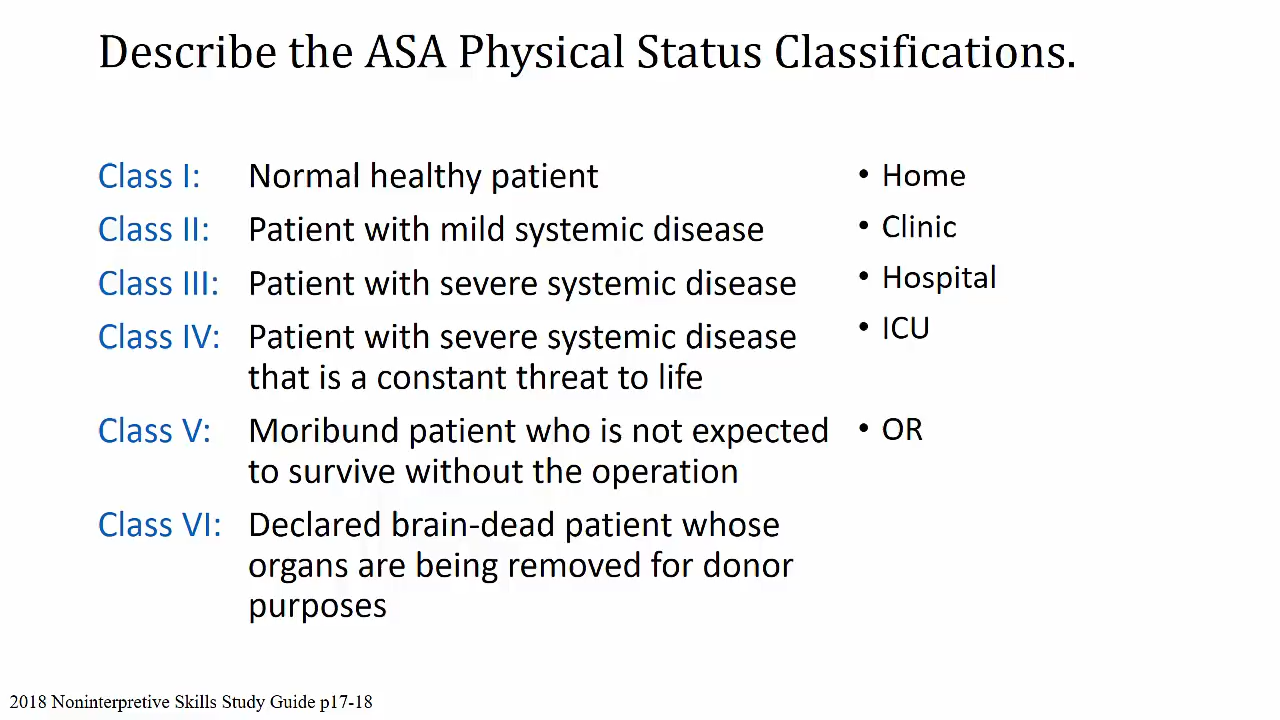 Describe the ASA Physical Status Classifications.
Class I: Normal healthy patient • Home
Class II: Patient with mild systemic disease • Clinic
Class III: Patient with severe systemic disease • Hospital
Class IV: Patient with severe systemic disease • ICU
that is a constant threat to life
Class V: Moribund patient who is not expected • OR
to survive without the operation
Class VI: Declared brain-dead patient whose
organs are being removed for donor
purposes
2018 Noninterpretive Skills Study Guide p17-18